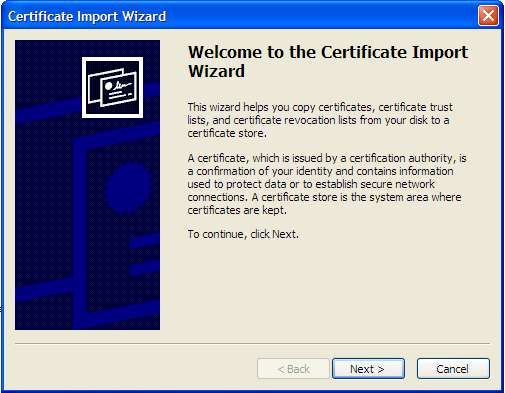 Certificate Import Wizard
Welcome to the Certificate Import
Wizard
This wizard helps you copy certificates, certificate trust
lists, and certificate revocation lists from your disk to a
certificate store.
A certificate, which is issued by a certification authority, is
a confirmation of your identity and contains information
used to protect data or to establish secure network
connections. A certificate store is the system area where
certificates are kept.
To continue, click Next.
< Back
Next >
Cancel